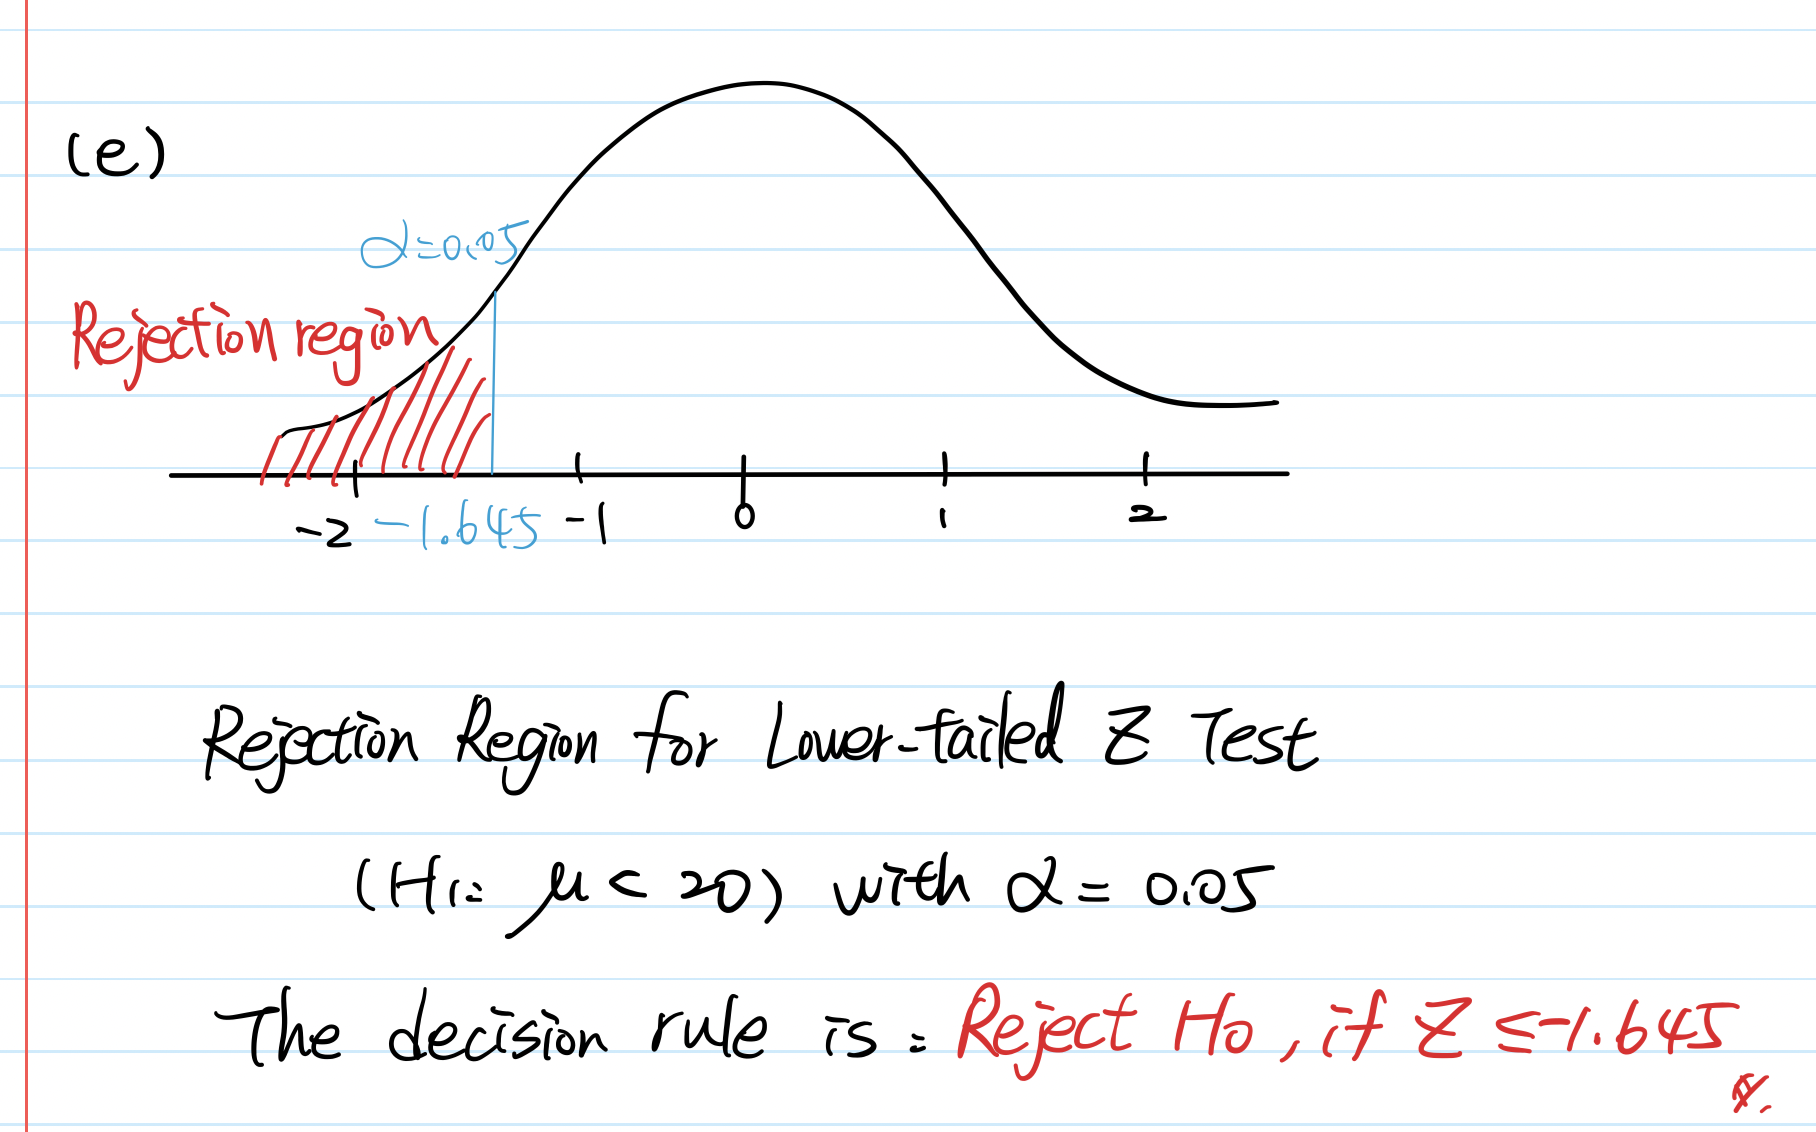 (e)
α=0.05
Rejection region
-2 -1.645 -1 0 1 2
Rejection Region for Lower-tailed Z Test
(H1: μ < 20) with α = 0.05
The decision rule is: Reject H0, if Z ≤ -1.645